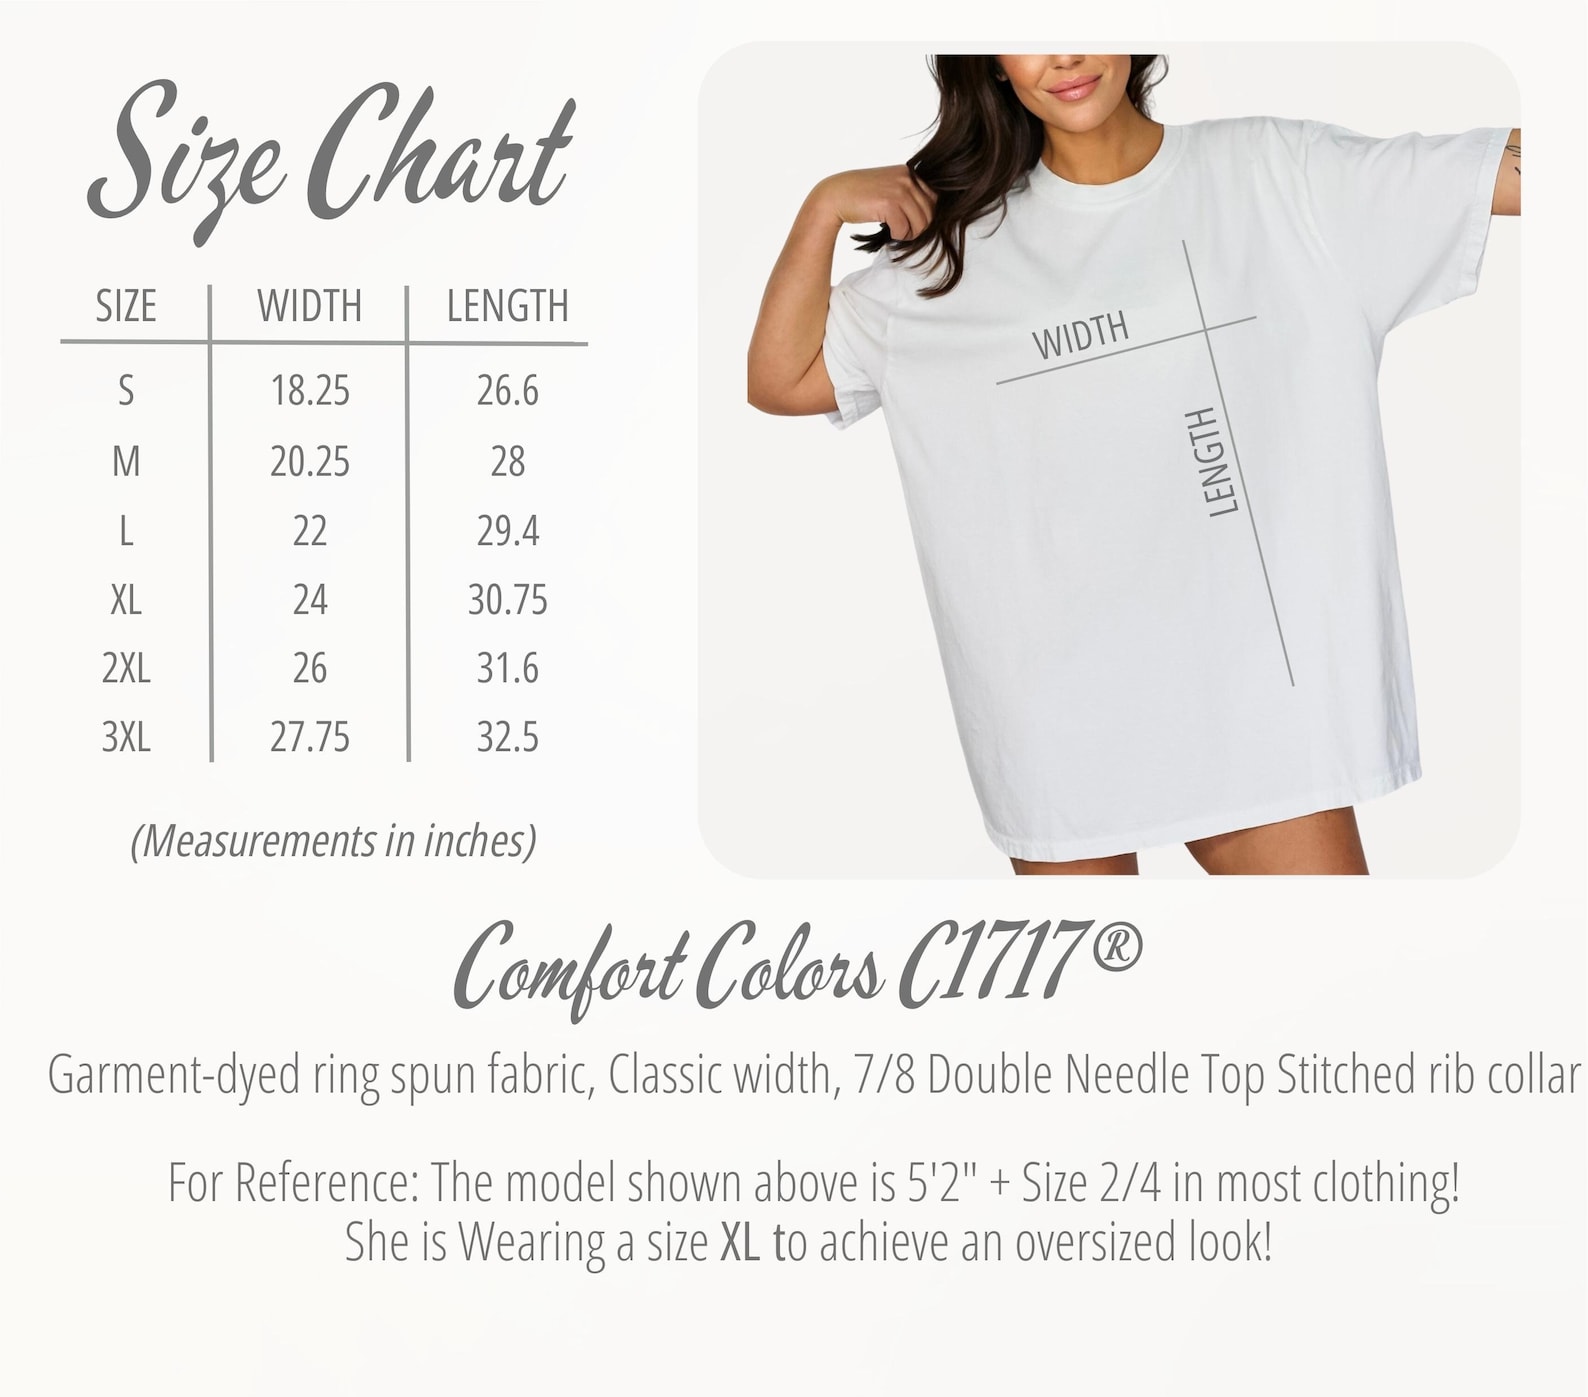 Size Chart
SIZE WIDTH LENGTH
S 18.25 26.6
M 20.25 28
L 22 29.4
XL 24 30.75
2XL 26 31.6
3XL 27.75 32.5
(Measurements in inches)
WIDTH
LENGTH
Comfort Colors C1717®
Garment-dyed ring spun fabric, Classic width, 7/8 Double Needle Top Stitched rib collar
For Reference: The model shown above is 5'2" + Size 2/4 in most clothing!
She is Wearing a size XL to achieve an oversized look!